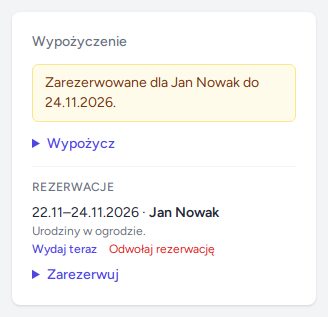 Wypożyczenie
Zarezerwowane dla Jan Nowak do
24.11.2026.
Wypożycz
REZERWACJE
22.11–24.11.2026 · Jan Nowak
Urodziny w ogrodzie.
Wydaj teraz Odwołaj rezerwację
Zarezerwuj